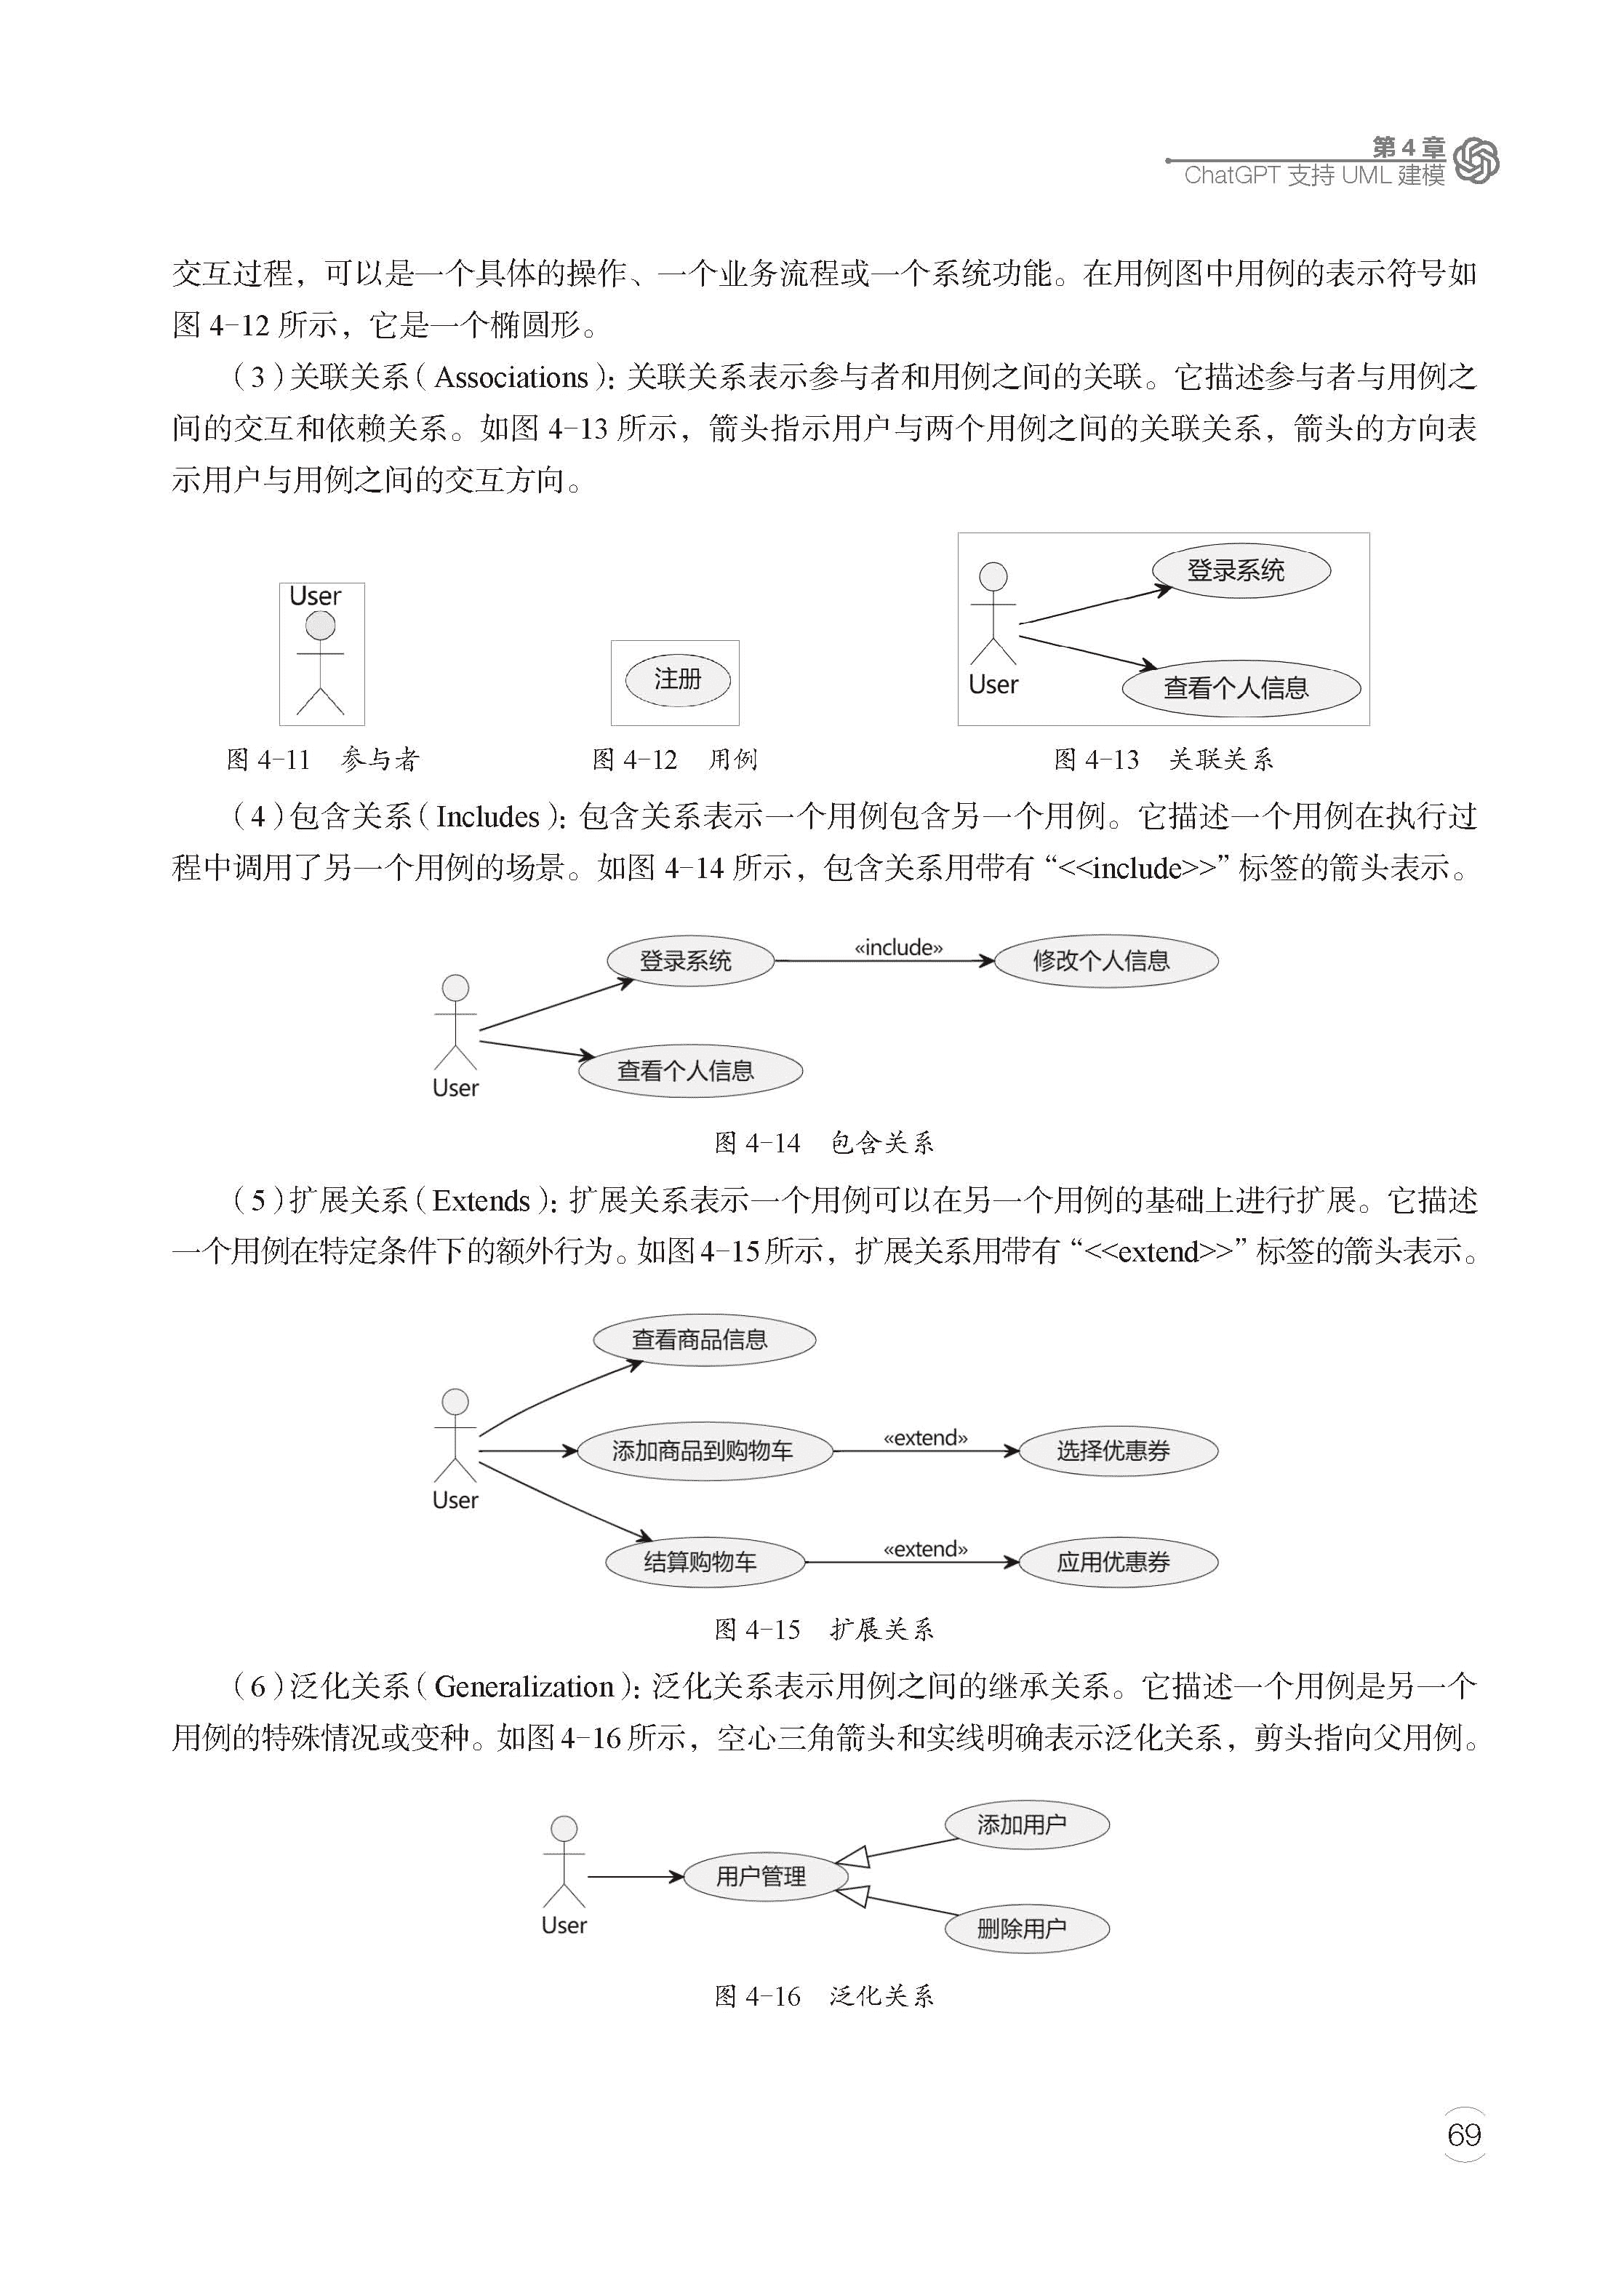 第 4 章
ChatGPT 支持 UML 建模
交互过程，可以是一个具体的操作、一个业务流程或一个系统功能。在用例图中用例的表示符号如
图 4-12 所示，它是一个椭圆形。
（3）关联关系（Associations）：关联关系表示参与者和用例之间的关联。它描述参与者与用例之
间的交互和依赖关系。如图 4-13 所示，箭头指示用户与两个用例之间的关联关系，箭头的方向表
示用户与用例之间的交互方向。
User
注册
登录系统
User
查看个人信息
图 4-11 参与者
图 4-12 用例
图 4-13 关联关系
（4）包含关系（Includes）：包含关系表示一个用例包含另一个用例。它描述一个用例在执行过
程中调用了另一个用例的场景。如图 4-14 所示，包含关系用带有“<<include>>”标签的箭头表示。
登录系统
«include»
修改个人信息
User
查看个人信息
图 4-14 包含关系
（5）扩展关系（Extends）：扩展关系表示一个用例可以在另一个用例的基础上进行扩展。它描述
一个用例在特定条件下的额外行为。如图4-15所示，扩展关系用带有“<<extend>>”标签的箭头表示。
查看商品信息
添加商品到购物车
«extend»
选择优惠券
User
结算购物车
«extend»
应用优惠券
图 4-15 扩展关系
（6）泛化关系（Generalization）：泛化关系表示用例之间的继承关系。它描述一个用例是另一个
用例的特殊情况或变种。如图4-16所示，空心三角箭头和实线明确表示泛化关系，剪头指向父用例。
添加用户
用户管理
User
删除用户
图 4-16 泛化关系
69